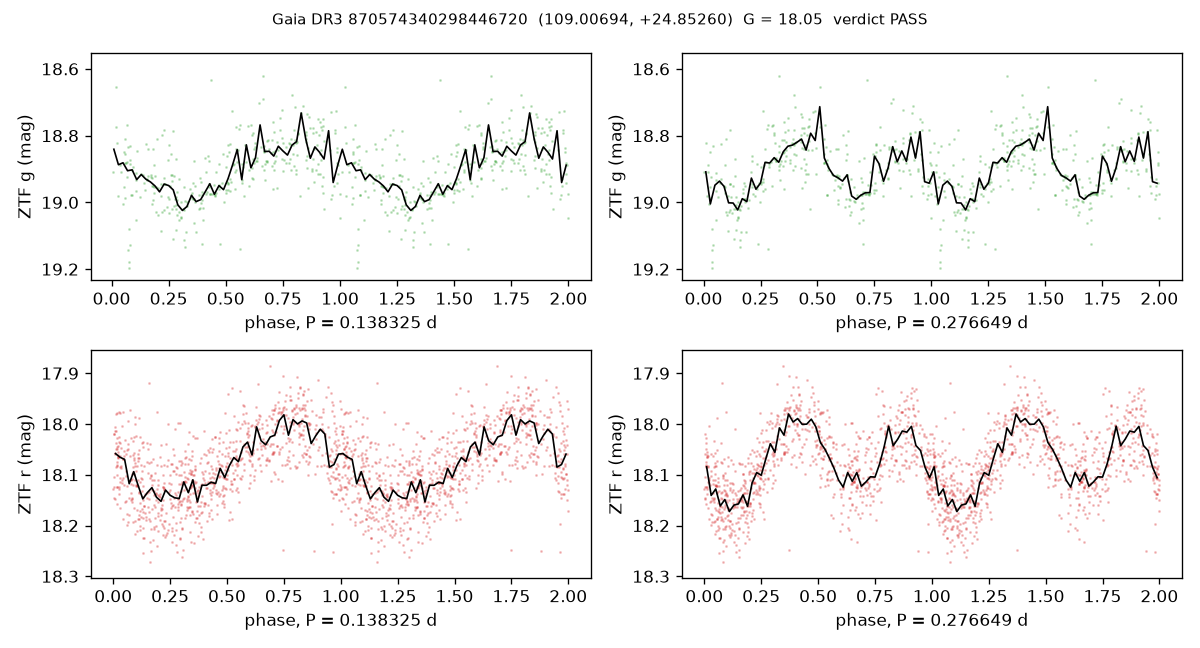 Gaia DR3 870574340298446720  (109.00694, +24.85260)  G = 18.05  verdict PASS
ZTF g (mag)
18.6
18.8
19.0
19.2
0.00 0.25 0.50 0.75 1.00 1.25 1.50 1.75 2.00
phase, P = 0.138325 d
ZTF g (mag)
18.6
18.8
19.0
19.2
0.00 0.25 0.50 0.75 1.00 1.25 1.50 1.75 2.00
phase, P = 0.276649 d
ZTF r (mag)
17.9
18.0
18.1
18.2
18.3
0.00 0.25 0.50 0.75 1.00 1.25 1.50 1.75 2.00
phase, P = 0.138325 d
ZTF r (mag)
17.9
18.0
18.1
18.2
18.3
0.00 0.25 0.50 0.75 1.00 1.25 1.50 1.75 2.00
phase, P = 0.276649 d